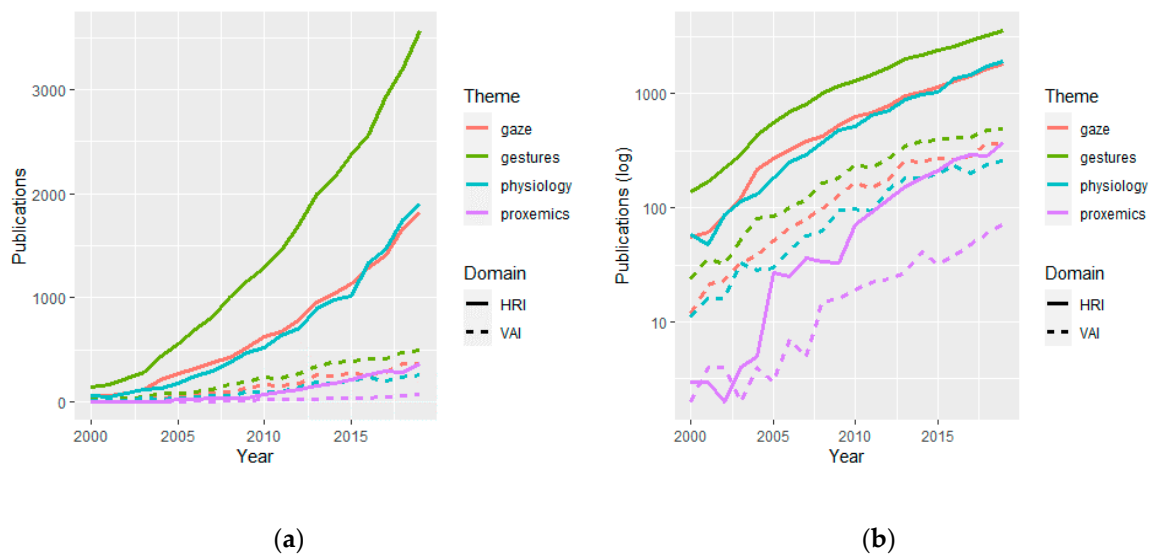 Publications
3000
2000
1000
0
2000
2005
2010
2015
Year
Theme
gaze
gestures
physiology
proxemics
Domain
HRI
VAI
(a)
Publications (log)
1000
100
10
2000
2005
2010
2015
Year
Theme
gaze
gestures
physiology
proxemics
Domain
HRI
VAI
(b)